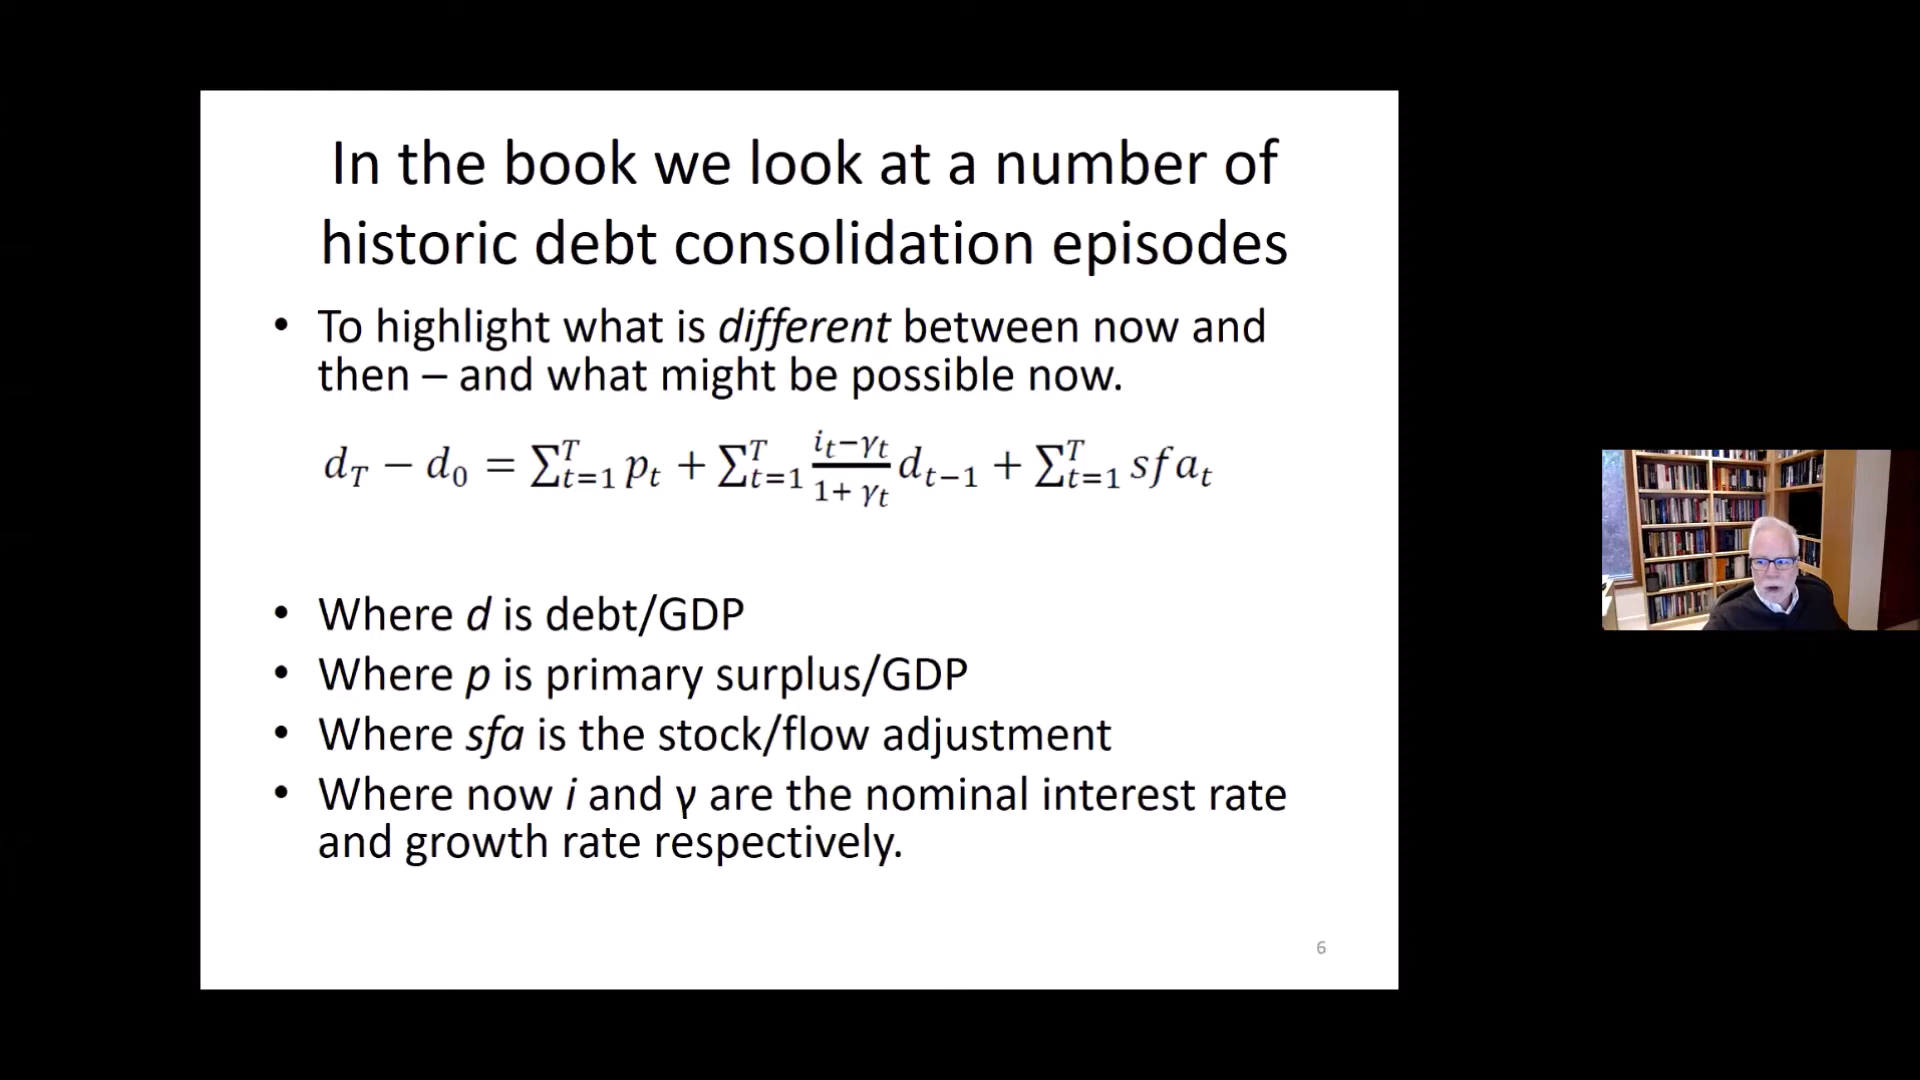 In the book we look at a number of
historic debt consolidation episodes
• To highlight what is different between now and
then – and what might be possible now.
d_T − d_0 = ∑_{t=1}^{T} p_t + ∑_{t=1}^{T} \frac{i_t−γ_t}{1+ γ_t} d_{t−1} + ∑_{t=1}^{T} sfa_t
• Where d is debt/GDP
• Where p is primary surplus/GDP
• Where sfa is the stock/flow adjustment
• Where now i and γ are the nominal interest rate
and growth rate respectively.
6